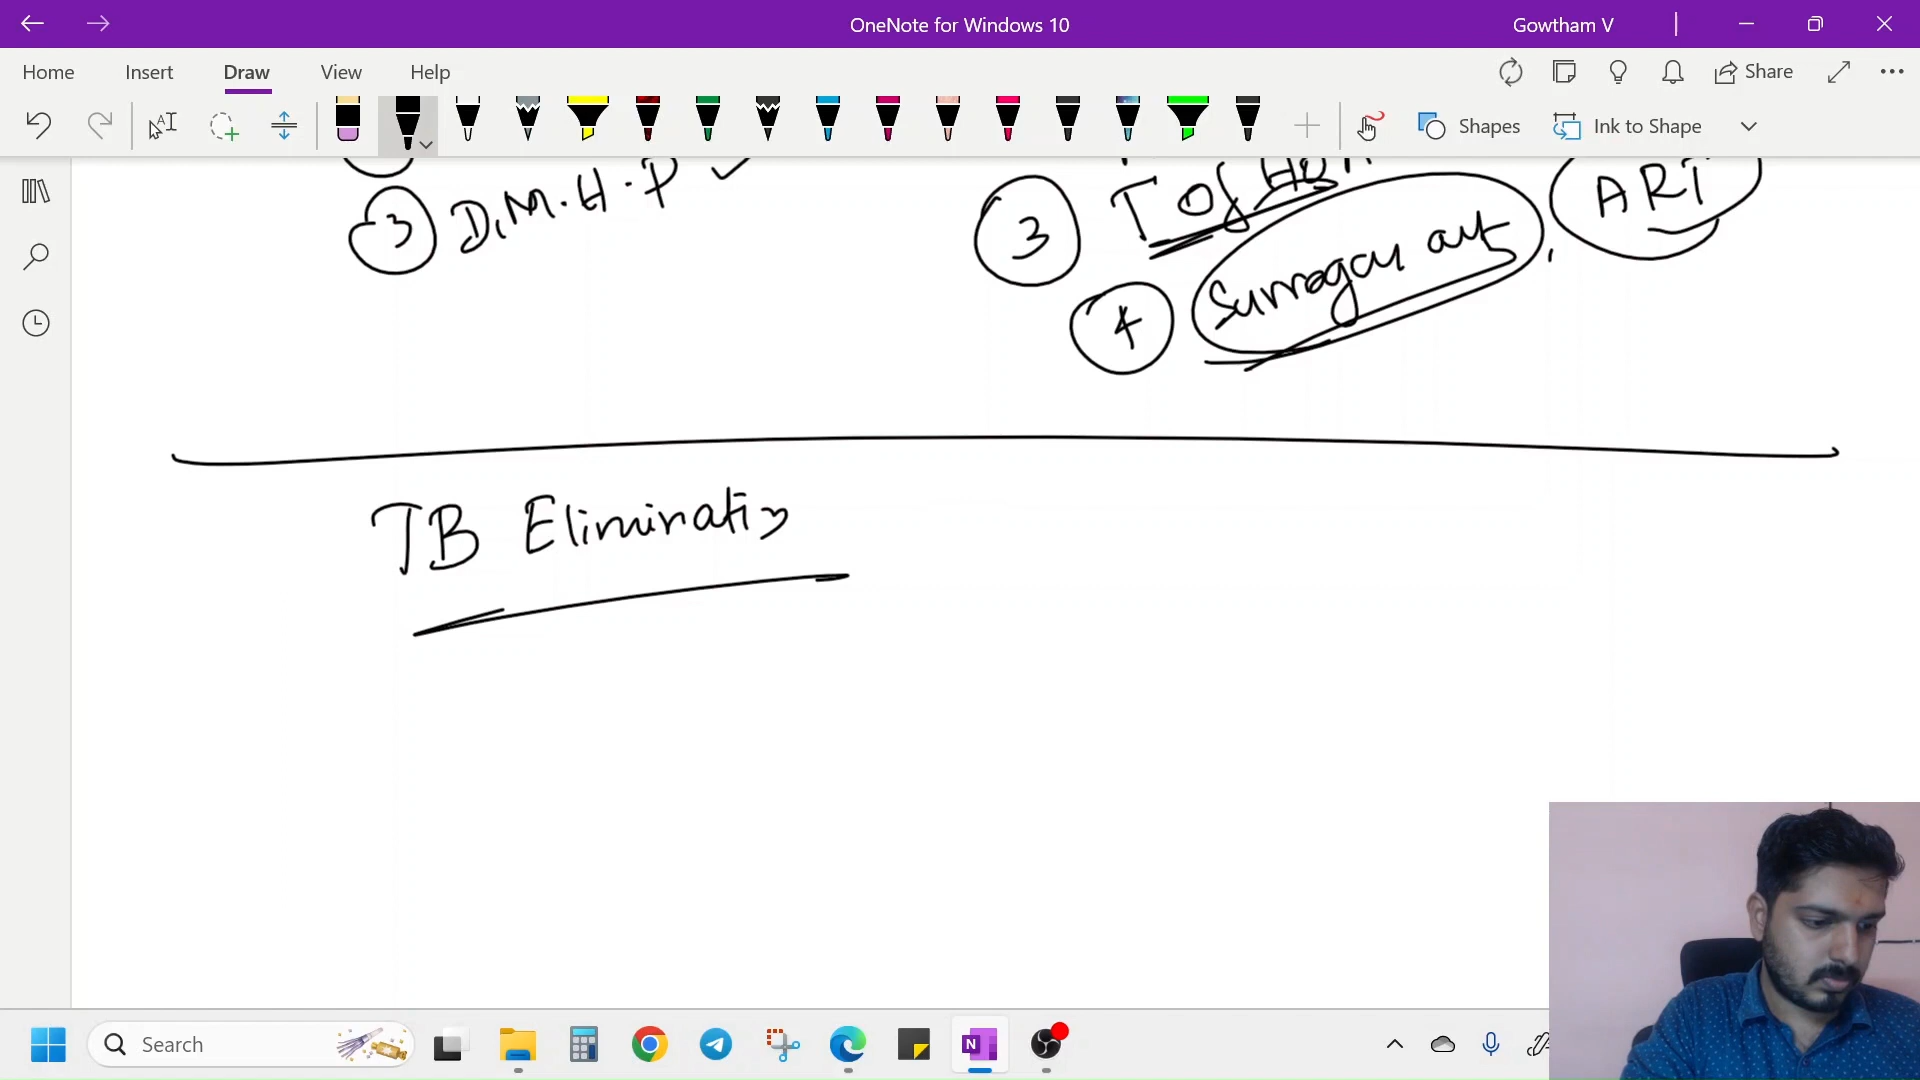 OneNote for Windows 10
Gowtham V
Home Insert Draw View Help
Share
Shapes
Ink to Shape
3 D.M.H.P
3 T of
ART
4 Surrogacy act
TB Elimination
Search